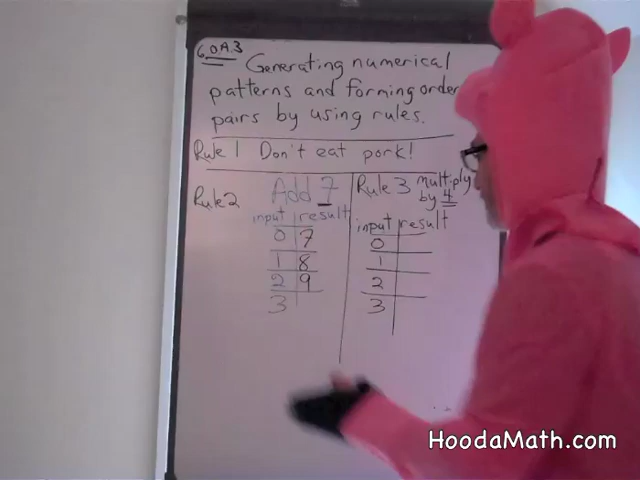 6.OA.3
Generating numerical
patterns and forming order
pairs by using rules.
Rule 1 Don't eat pork!
Rule 2 Add 7
input result
0 7
1 8
2 9
3
Rule 3 multiply
by 4
input result
0
1
2
3
HoodaMath.com